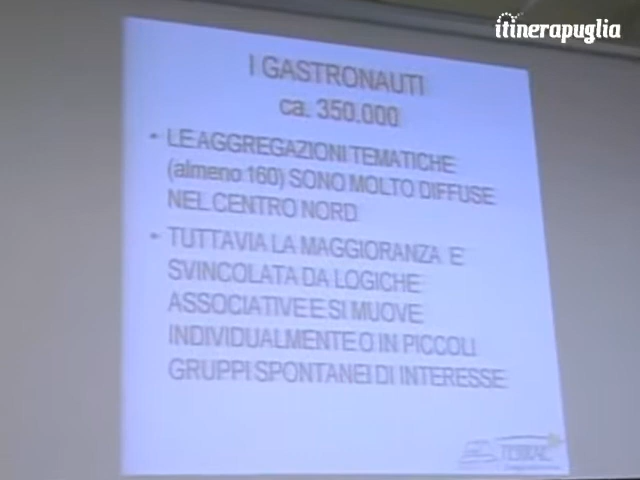 itinerapuglia
I GASTRONAUTI
ca. 350.000
• LE AGGREGAZIONI TEMATICHE
(almeno 160) SONO MOLTO DIFFUSE
NEL CENTRO NORD
• TUTTAVIA LA MAGGIORANZA E
SVINCOLATA DA LOGICHE
ASSOCIATIVE E SI MUOVE
INDIVIDUALMENTE O IN PICCOLI
GRUPPI SPONTANEI DI INTERESSE